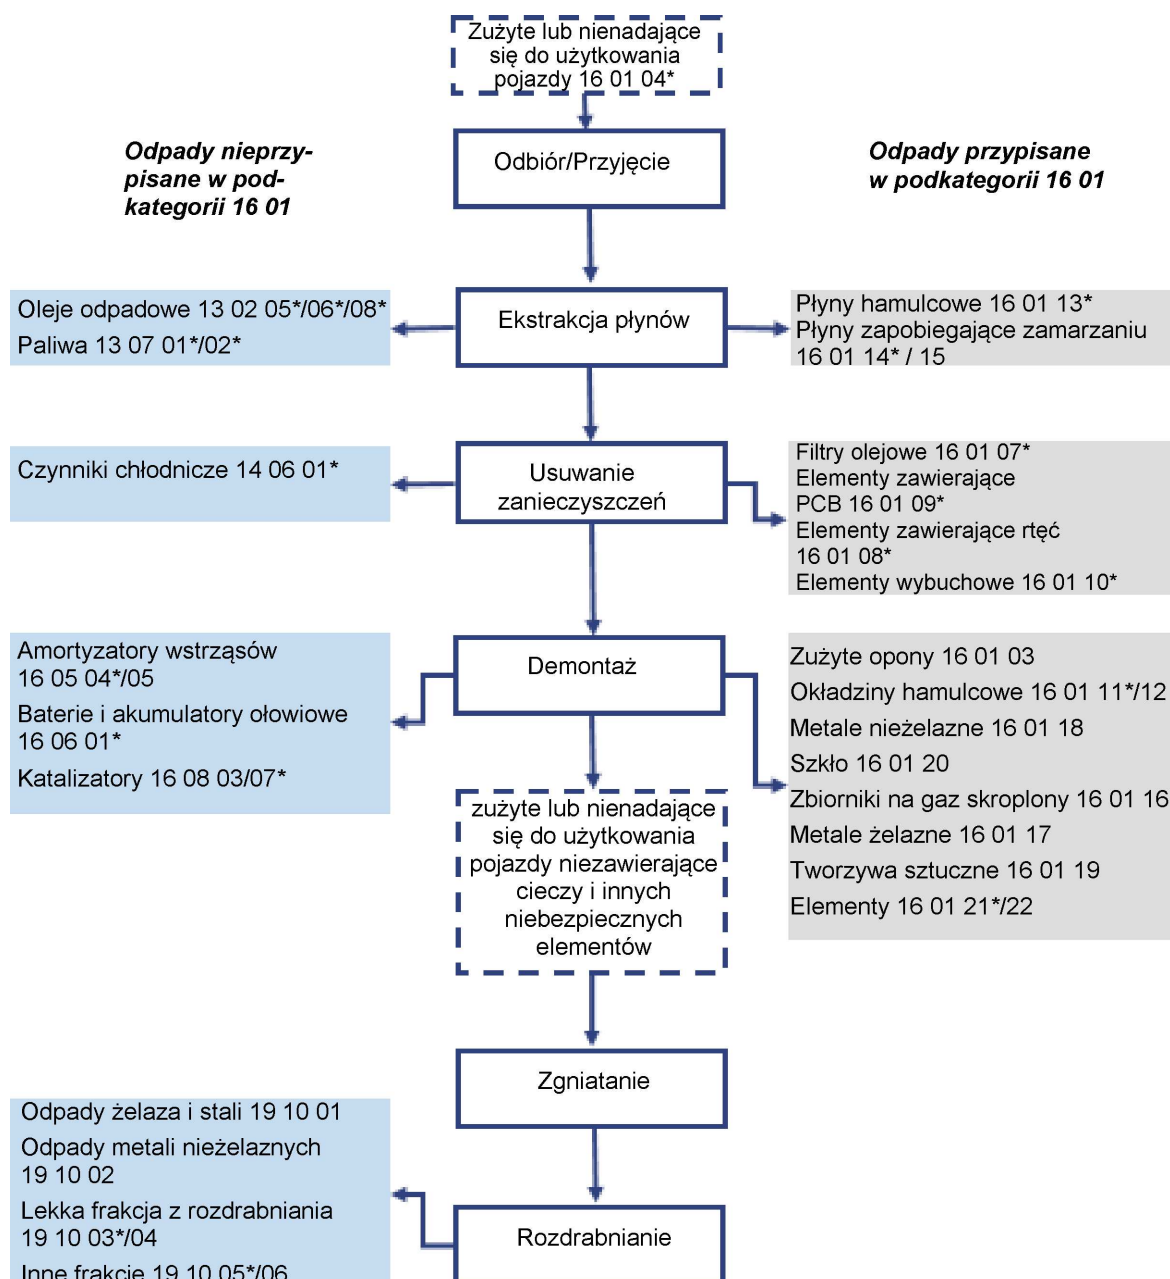 Zużyte lub nienadające
się do użytkowania
pojazdy 16 01 04*
Odpady nieprzy-
pisane w pod-
kategorii 16 01
Odbiór/Przyjęcie
Odpady przypisane
w podkategorii 16 01
Oleje odpadowe 13 02 05*/06*/08*
Paliwa 13 07 01*/02*
Ekstrakcja płynów
Płyny hamulcowe 16 01 13*
Płyny zapobiegające zamarzaniu
16 01 14* / 15
Czynniki chłodnicze 14 06 01*
Usuwanie
zanieczyszczeń
Filtry olejowe 16 01 07*
Elementy zawierające
PCB 16 01 09*
Elementy zawierające rtęć
16 01 08*
Elementy wybuchowe 16 01 10*
Amortyzatory wstrząsów
16 05 04*/05
Baterie i akumulatory ołowiowe
16 06 01*
Katalizatory 16 08 03/07*
Demontaż
Zużyte opony 16 01 03
Okładziny hamulcowe 16 01 11*/12
Metale nieżelazne 16 01 18
Szkło 16 01 20
Zbiorniki na gaz skroplony 16 01 16
Metale żelazne 16 01 17
Tworzywa sztuczne 16 01 19
Elementy 16 01 21*/22
zużyte lub nienadające
się do użytkowania
pojazdy niezawierające
cieczy i innych
niebezpiecznych
elementów
Zgniatanie
Odpady żelaza i stali 19 10 01
Odpady metali nieżelaznych
19 10 02
Lekka frakcja z rozdrabniania
19 10 03*/04
Inne frakcje 19 10 05*/06
Rozdrabnianie